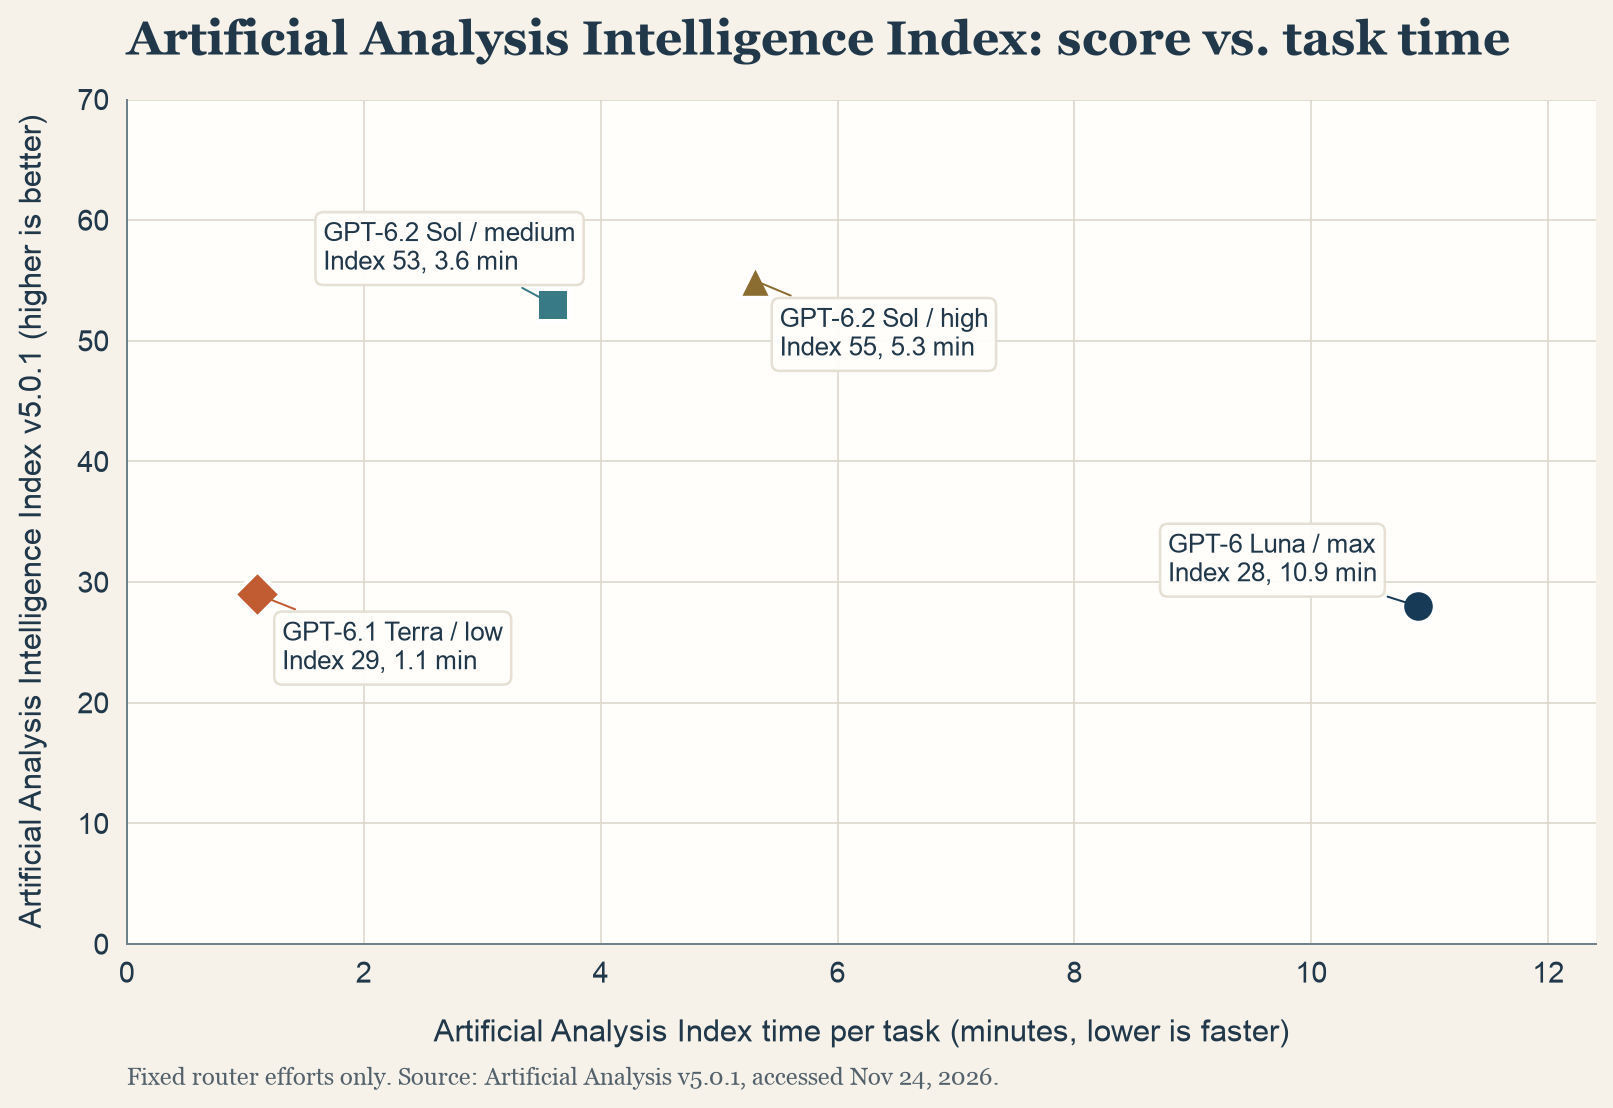 Artificial Analysis Intelligence Index: score vs. task time
Artificial Analysis Intelligence Index v5.0.1 (higher is better)
70
60
50
40
30
20
10
0
GPT-6.2 Sol / medium
Index 53, 3.6 min
GPT-6.2 Sol / high
Index 55, 5.3 min
GPT-6 Luna / max
Index 28, 10.9 min
GPT-6.1 Terra / low
Index 29, 1.1 min
0 2 4 6 8 10 12
Artificial Analysis Index time per task (minutes, lower is faster)
Fixed router efforts only. Source: Artificial Analysis v5.0.1, accessed Nov 24, 2026.